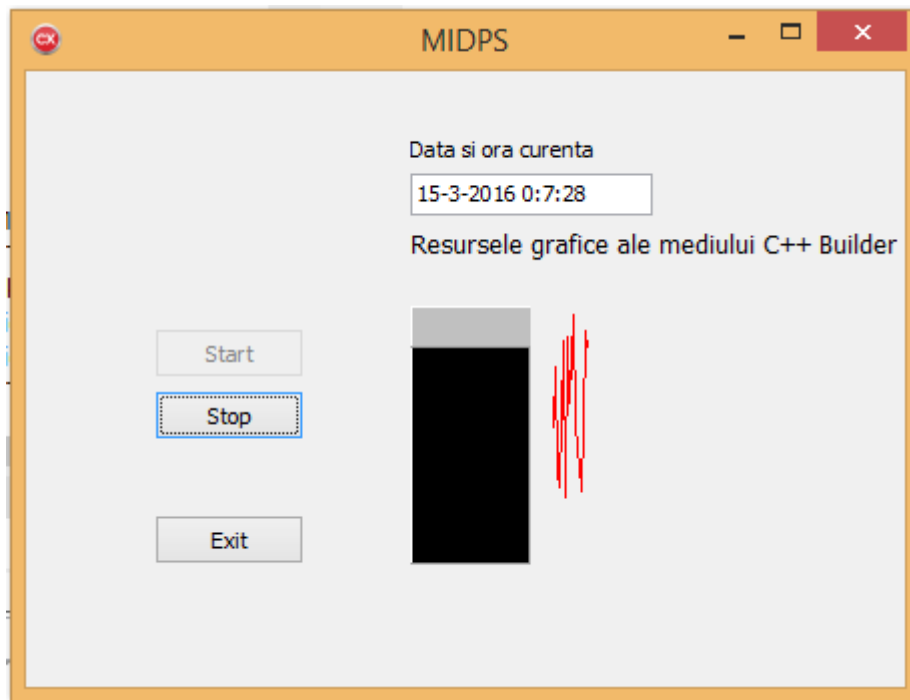 MIDPS
Data si ora curenta
15-3-2016 0:7:28
Resursele grafice ale mediului C++ Builder
Start
Stop
Exit